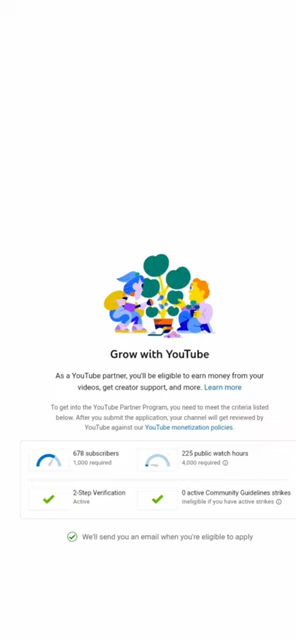 Grow with YouTube
As a YouTube partner, you'll be eligible to earn money from your
videos, get creator support, and more. Learn more
To get into the YouTube Partner Program, you need to meet the criteria listed
below. After you submit the application, your channel will get reviewed by
YouTube against our YouTube monetization policies.
678 subscribers
1,000 required
225 public watch hours
4,000 required
2-Step Verification
Active
0 active Community Guidelines strikes
Ineligible if you have active strikes
We'll send you an email when you're eligible to apply